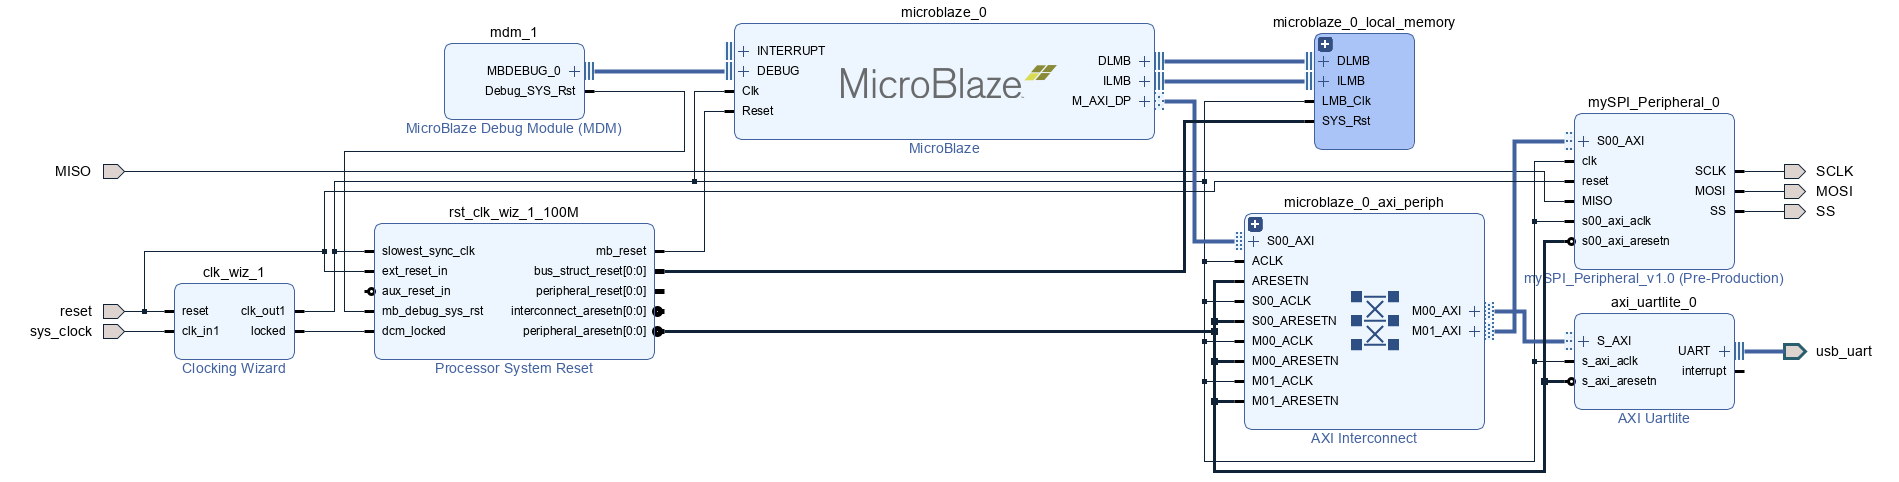 mdm_1
MBDEBUG_0
Debug_SYS_Rst
MicroBlaze Debug Module (MDM)
microblaze_0
INTERRUPT
DEBUG
Clk
Reset
MicroBlaze
DLMB
ILMB
M_AXI_DP
MicroBlaze
microblaze_0_local_memory
DLMB
ILMB
LMB_Clk
SYS_Rst
MISO
reset
sys_clock
clk_wiz_1
reset
clk_in1
clk_out1
locked
Clocking Wizard
rst_clk_wiz_1_100M
slowest_sync_clk
ext_reset_in
aux_reset_in
mb_debug_sys_rst
dcm_locked
mb_reset
bus_struct_reset[0:0]
peripheral_reset[0:0]
interconnect_aresetn[0:0]
peripheral_aresetn[0:0]
Processor System Reset
microblaze_0_axi_periph
S00_AXI
ACLK
ARESETN
S00_ACLK
S00_ARESETN
M00_ACLK
M00_ARESETN
M01_ACLK
M01_ARESETN
M00_AXI
M01_AXI
AXI Interconnect
mySPI_Peripheral_0
S00_AXI
clk
reset
MISO
s00_axi_aclk
s00_axi_aresetn
SCLK
MOSI
SS
mySPI_Peripheral_v1.0 (Pre-Production)
SCLK
MOSI
SS
axi_uartlite_0
S_AXI
s_axi_aclk
s_axi_aresetn
UART
interrupt
AXI Uartlite
usb_uart